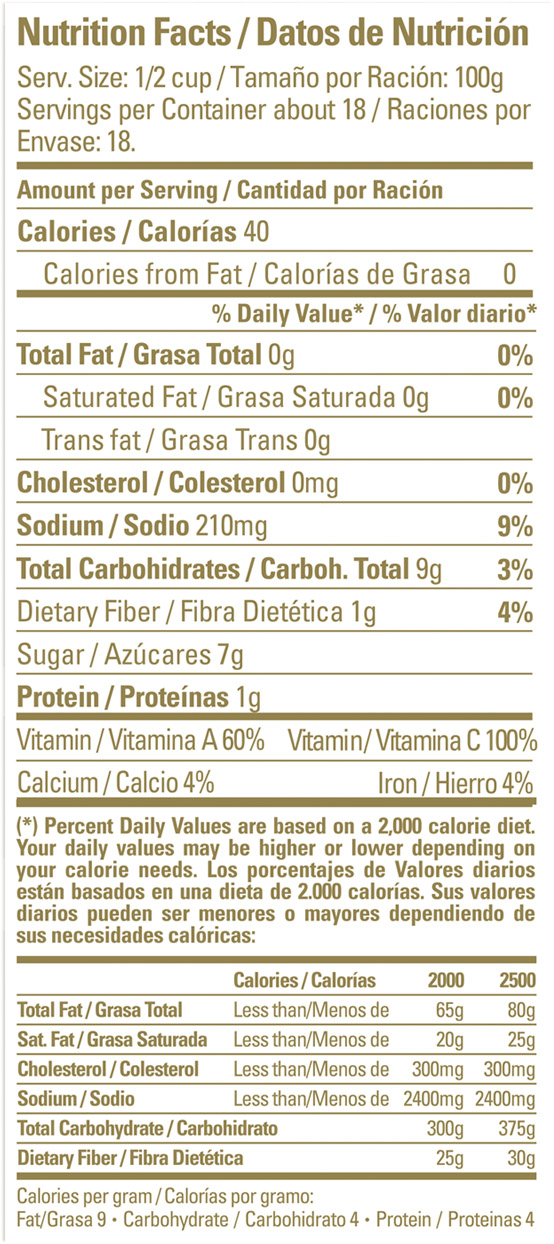 Nutrition Facts / Datos de Nutrición
Serv. Size: 1/2 cup / Tamaño por Ración: 100g
Servings per Container about 18 / Raciones por
Envase: 18.
Amount per Serving / Cantidad por Ración
Calories / Calorías 40
Calories from Fat / Calorías de Grasa 0
% Daily Value* / % Valor diario*
Total Fat / Grasa Total 0g 0%
Saturated Fat / Grasa Saturada 0g 0%
Trans fat / Grasa Trans 0g
Cholesterol / Colesterol 0mg 0%
Sodium / Sodio 210mg 9%
Total Carbohidrates / Carboh. Total 9g 3%
Dietary Fiber / Fibra Dietética 1g 4%
Sugar / Azúcares 7g
Protein / Proteínas 1g
Vitamin / Vitamina A 60% Vitamin/ Vitamina C 100%
Calcium / Calcio 4% Iron / Hierro 4%
(*) Percent Daily Values are based on a 2,000 calorie diet.
Your daily values may be higher or lower depending on
your calorie needs. Los porcentajes de Valores diarios
están basados en una dieta de 2.000 calorías. Sus valores
diarios pueden ser menores o mayores dependiendo de
sus necesidades calóricas:
Calories / Calorías 2000 2500
Total Fat / Grasa Total Less than/Menos de 65g 80g
Sat. Fat / Grasa Saturada Less than/Menos de 20g 25g
Cholesterol / Colesterol Less than/Menos de 300mg 300mg
Sodium / Sodio Less than/Menos de 2400mg 2400mg
Total Carbohydrate / Carbohidrato 300g 375g
Dietary Fiber / Fibra Dietética 25g 30g
Calories per gram / Calorías por gramo:
Fat/Grasa 9 • Carbohydrate / Carbohidrato 4 • Protein / Proteinas 4